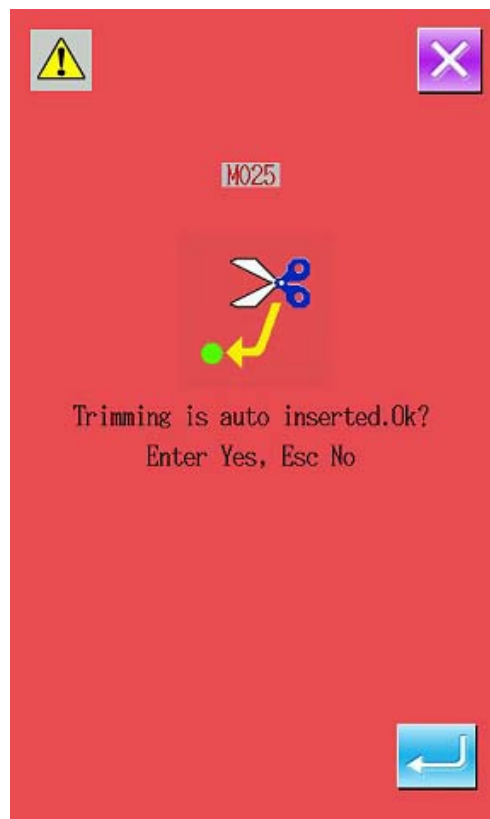 M025
Trimming is auto inserted.Ok?
Enter Yes, Esc No